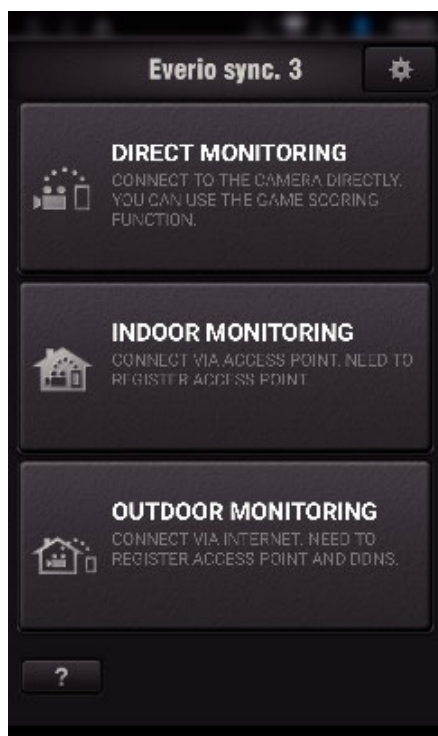 Everio sync. 3
DIRECT MONITORING
CONNECT TO THE CAMERA DIRECTLY.
YOU CAN USE THE GAME SCORING
FUNCTION.
INDOOR MONITORING
CONNECT VIA ACCESS POINT. NEED TO
REGISTER ACCESS POINT.
OUTDOOR MONITORING
CONNECT VIA INTERNET. NEED TO
REGISTER ACCESS POINT AND DDNS.
?